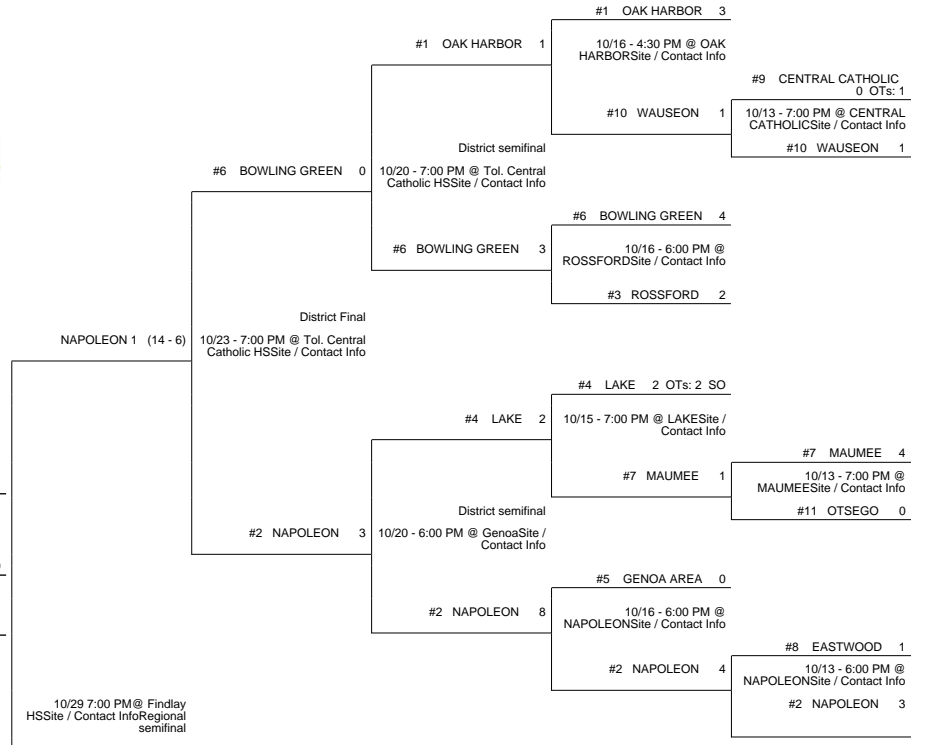 #1 OAK HARBOR 3
#1 OAK HARBOR 1
10/16 - 4:30 PM @ OAK
HARBORSite / Contact Info
#9 CENTRAL CATHOLIC
0 OTs: 1
#10 WAUSEON 1
10/13 - 7:00 PM @ CENTRAL
CATHOLICSite / Contact Info
#10 WAUSEON 1
District semifinal
#6 BOWLING GREEN 0
10/20 - 7:00 PM @ Tol. Central
Catholic HSSite / Contact Info
#6 BOWLING GREEN 4
#6 BOWLING GREEN 3
10/16 - 6:00 PM @
ROSSFORDSite / Contact Info
#3 ROSSFORD 2
District Final
NAPOLEON 1 (14 - 6)
10/23 - 7:00 PM @ Tol. Central
Catholic HSSite / Contact Info
#4 LAKE 2 OTs: 2 SO
#4 LAKE 2
10/15 - 7:00 PM @ LAKESite /
Contact Info
#7 MAUMEE 4
#7 MAUMEE 1
10/13 - 7:00 PM @
MAUMEESite / Contact Info
#11 OTSEGO 0
District semifinal
#2 NAPOLEON 3
10/20 - 6:00 PM @ GenoaSite /
Contact Info
#5 GENOA AREA 0
#2 NAPOLEON 8
10/16 - 6:00 PM @
NAPOLEONSite / Contact Info
#8 EASTWOOD 1
#2 NAPOLEON 4
10/13 - 6:00 PM @
NAPOLEONSite / Contact Info
#2 NAPOLEON 3
10/29 7:00 PM@ Findlay
HSSite / Contact InfoRegional
semifinal